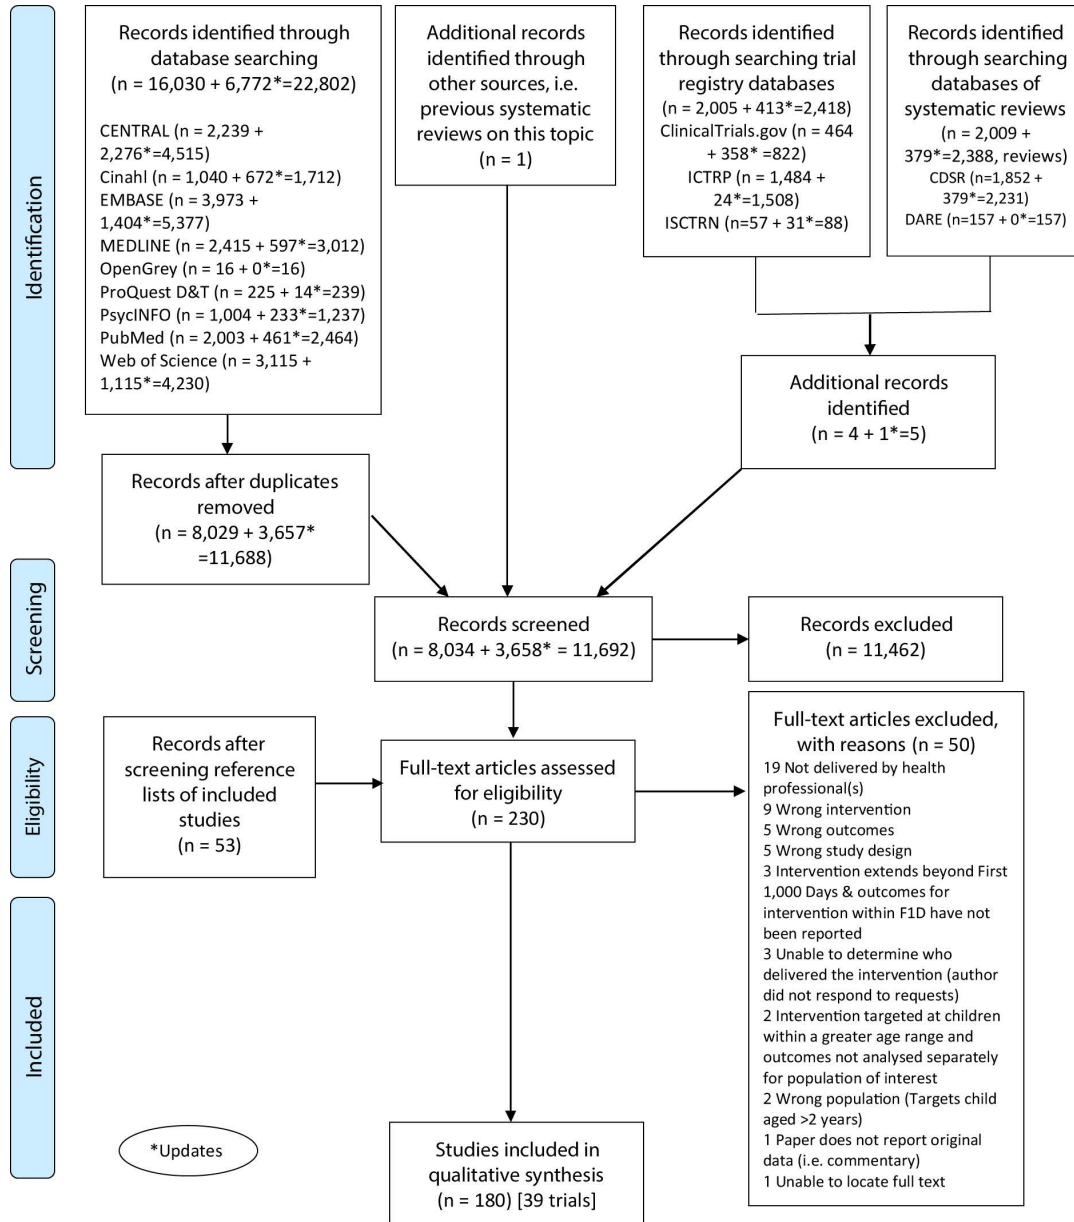 Identification
Records identified through
database searching
(n = 16,030 + 6,772*=22,802)
CENTRAL (n = 2,239 +
2,276*=4,515)
Cinahl (n = 1,040 + 672*=1,712)
EMBASE (n = 3,973 +
1,404*=5,377)
MEDLINE (n = 2,415 + 597*=3,012)
OpenGrey (n = 16 + 0*=16)
ProQuest D&T (n = 225 + 14*=239)
PsycINFO (n = 1,004 + 233*=1,237)
PubMed (n = 2,003 + 461*=2,464)
Web of Science (n = 3,115 +
1,115*=4,230)
Additional records
identified through
other sources, i.e.
previous systematic
reviews on this topic
(n = 1)
Records identified
through searching trial
registry databases
(n = 2,005 + 413*=2,418)
ClinicalTrials.gov (n = 464
+ 358* =822)
ICTRP (n = 1,484 +
24*=1,508)
ISCTRN (n=57 + 31*=88)
Records identified
through searching
databases of
systematic reviews
(n = 2,009 +
379*=2,388, reviews)
CDSR (n=1,852 +
379*=2,231)
DARE (n=157 + 0*=157)
Additional records
identified
(n = 4 + 1*=5)
Records after duplicates
removed
(n = 8,029 + 3,657*
=11,688)
Screening
Records screened
(n = 8,034 + 3,658* = 11,692)
Records excluded
(n = 11,462)
Eligibility
Records after
screening reference
lists of included
studies
(n = 53)
Full-text articles assessed
for eligibility
(n = 230)
Full-text articles excluded,
with reasons (n = 50)
19 Not delivered by health
professional(s)
9 Wrong intervention
5 Wrong outcomes
5 Wrong study design
3 Intervention extends beyond First
1,000 Days & outcomes for
intervention within F1D have not
been reported
3 Unable to determine who
delivered the intervention (author
did not respond to requests)
2 Intervention targeted at children
within a greater age range and
outcomes not analysed separately
for population of interest
2 Wrong population (Targets child
aged >2 years)
1 Paper does not report original
data (i.e. commentary)
1 Unable to locate full text
Included
*Updates
Studies included in
qualitative synthesis
(n = 180) [39 trials]